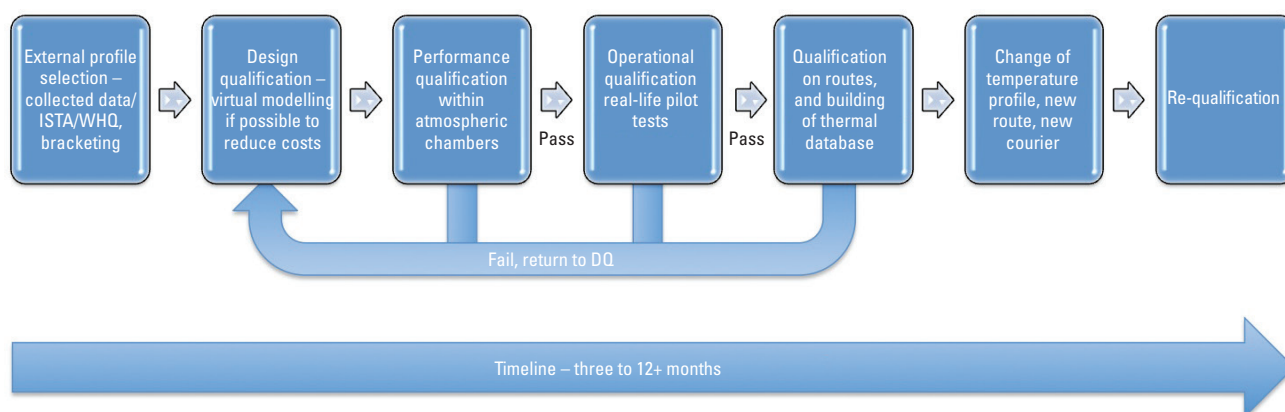 External profile
selection –
collected data/
ISTA/WHQ,
bracketing
Design
qualification –
virtual modelling
if possible to
reduce costs
Performance
qualification
within
atmospheric
chambers
Pass
Operational
qualification
real-life pilot
tests
Pass
Qualification
on routes,
and building
of thermal
database
Change of
temperature
profile, new
route, new
courier
Re-qualification
Fail, return to DQ
Timeline – three to 12+ months